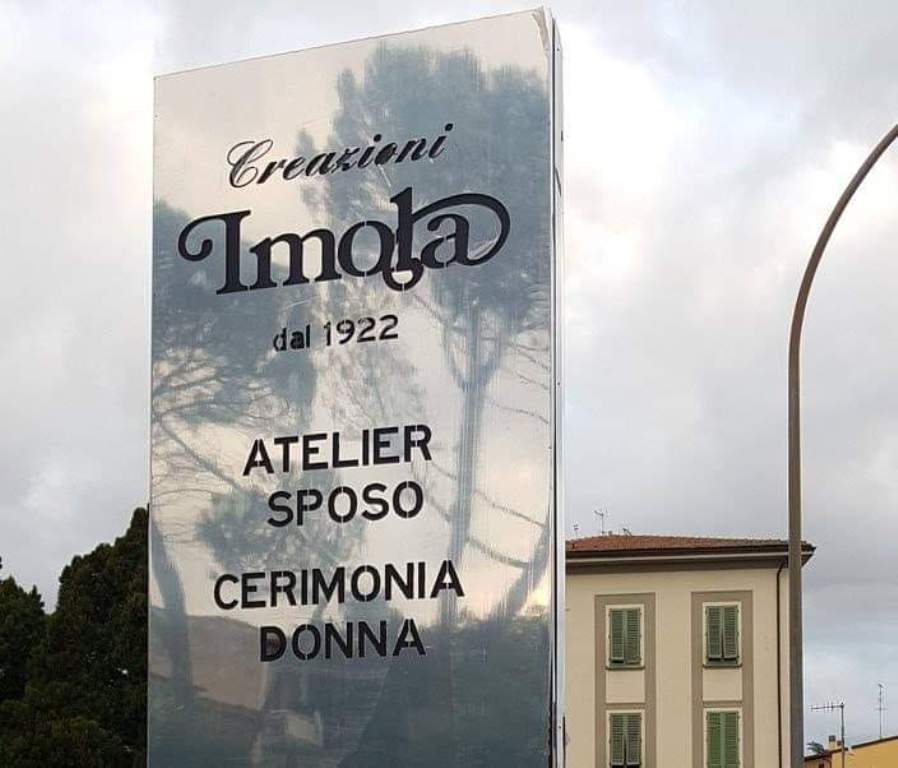 Creazioni
Imola
dal 1922
ATELIER
SPOSO
CERIMONIA
DONNA